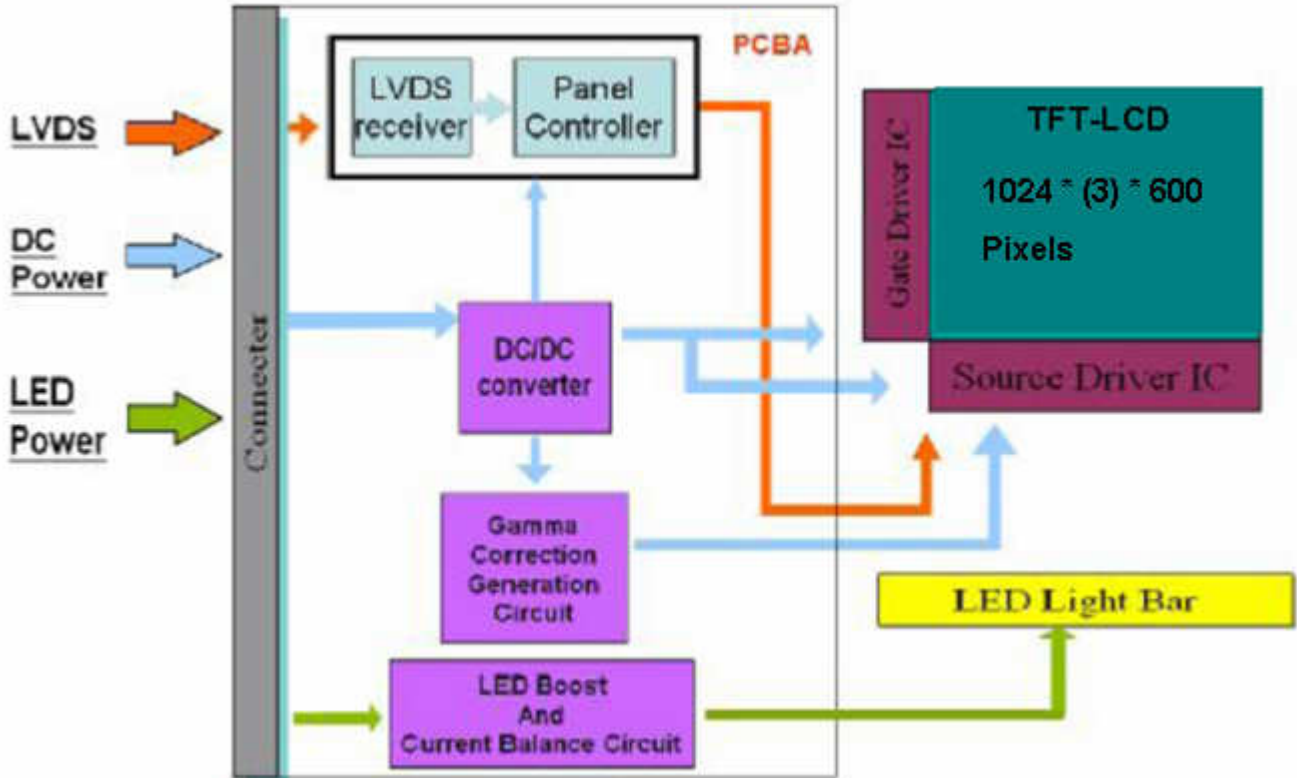 PCBA
LVDS
receiver
Panel
Controller
LVDS
DC
Power
LED
Power
Connecter
DC/DC
converter
Gamma
Correction
Generation
Circuit
LED Boost
And
Current Balance Circuit
Gate Driver IC
TFT-LCD
1024 * (3) * 600
Pixels
Source Driver IC
LED Light Bar